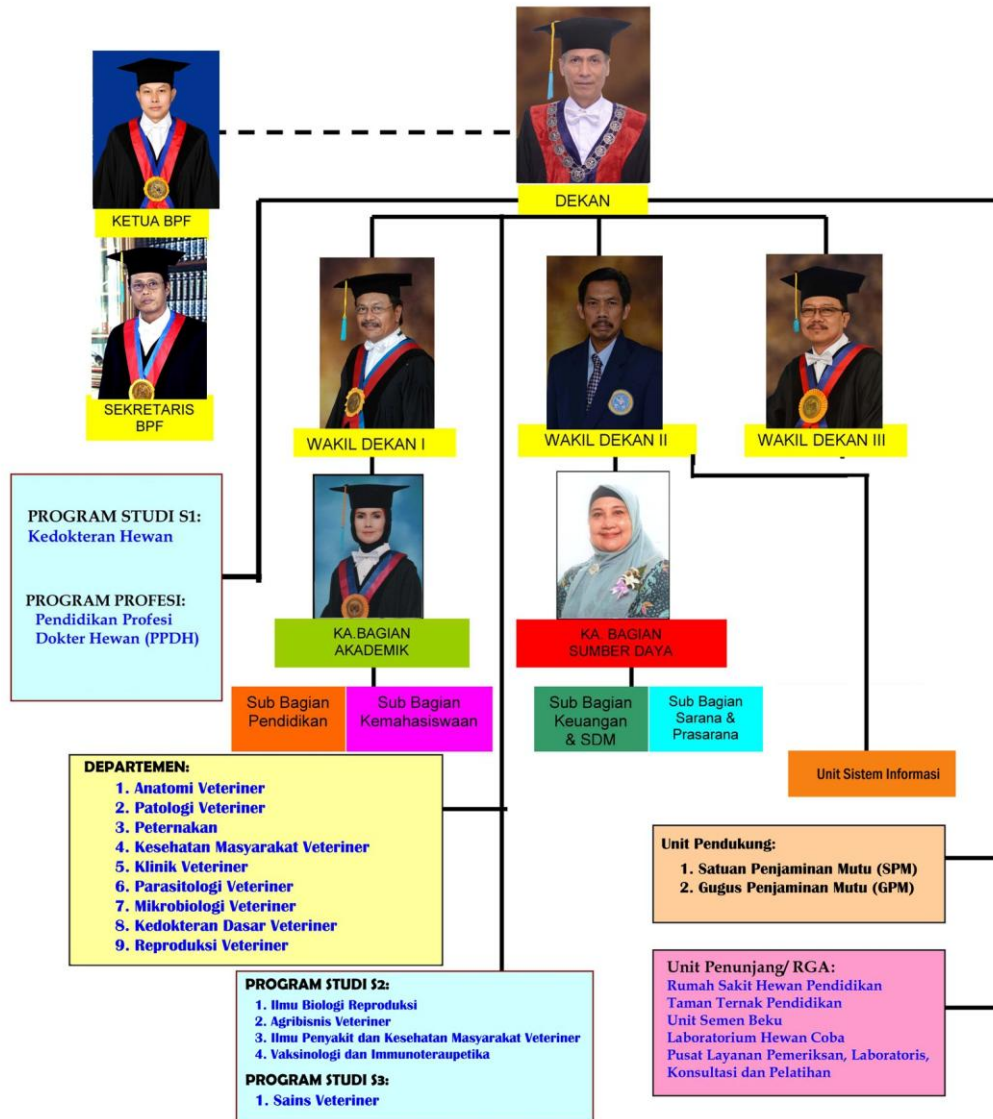 DEKAN
KETUA BPF
SEKRETARIS
BPF
WAKIL DEKAN I
WAKIL DEKAN II
WAKIL DEKAN III
PROGRAM STUDI S1:
Kedokteran Hewan
PROGRAM PROFESI:
Pendidikan Profesi
Dokter Hewan (PPDH)
KA.BAGIAN
AKADEMIK
KA. BAGIAN
SUMBER DAYA
Sub Bagian
Pendidikan
Sub Bagian
Kemahasiswaan
Sub Bagian
Keuangan
& SDM
Sub Bagian
Sarana &
Prasarana
Unit Sistem Informasi
DEPARTEMEN:
1. Anatomi Veteriner
2. Patologi Veteriner
3. Peternakan
4. Kesehatan Masyarakat Veteriner
5. Klinik Veteriner
6. Parasitologi Veteriner
7. Mikrobiologi Veteriner
8. Kedokteran Dasar Veteriner
9. Reproduksi Veteriner
Unit Pendukung:
1. Satuan Penjaminan Mutu (SPM)
2. Gugus Penjaminan Mutu (GPM)
PROGRAM STUDI S2:
1. Ilmu Biologi Reproduksi
2. Agribisnis Veteriner
3. Ilmu Penyakit dan Kesehatan Masyarakat Veteriner
4. Vaksinologi dan Immunoteraupetika
PROGRAM STUDI S3:
1. Sains Veteriner
Unit Penunjang/ RGA:
Rumah Sakit Hewan Pendidikan
Taman Ternak Pendidikan
Unit Semen Beku
Laboratorium Hewan Coba
Pusat Layanan Pemeriksan, Laboratoris,
Konsultasi dan Pelatihan